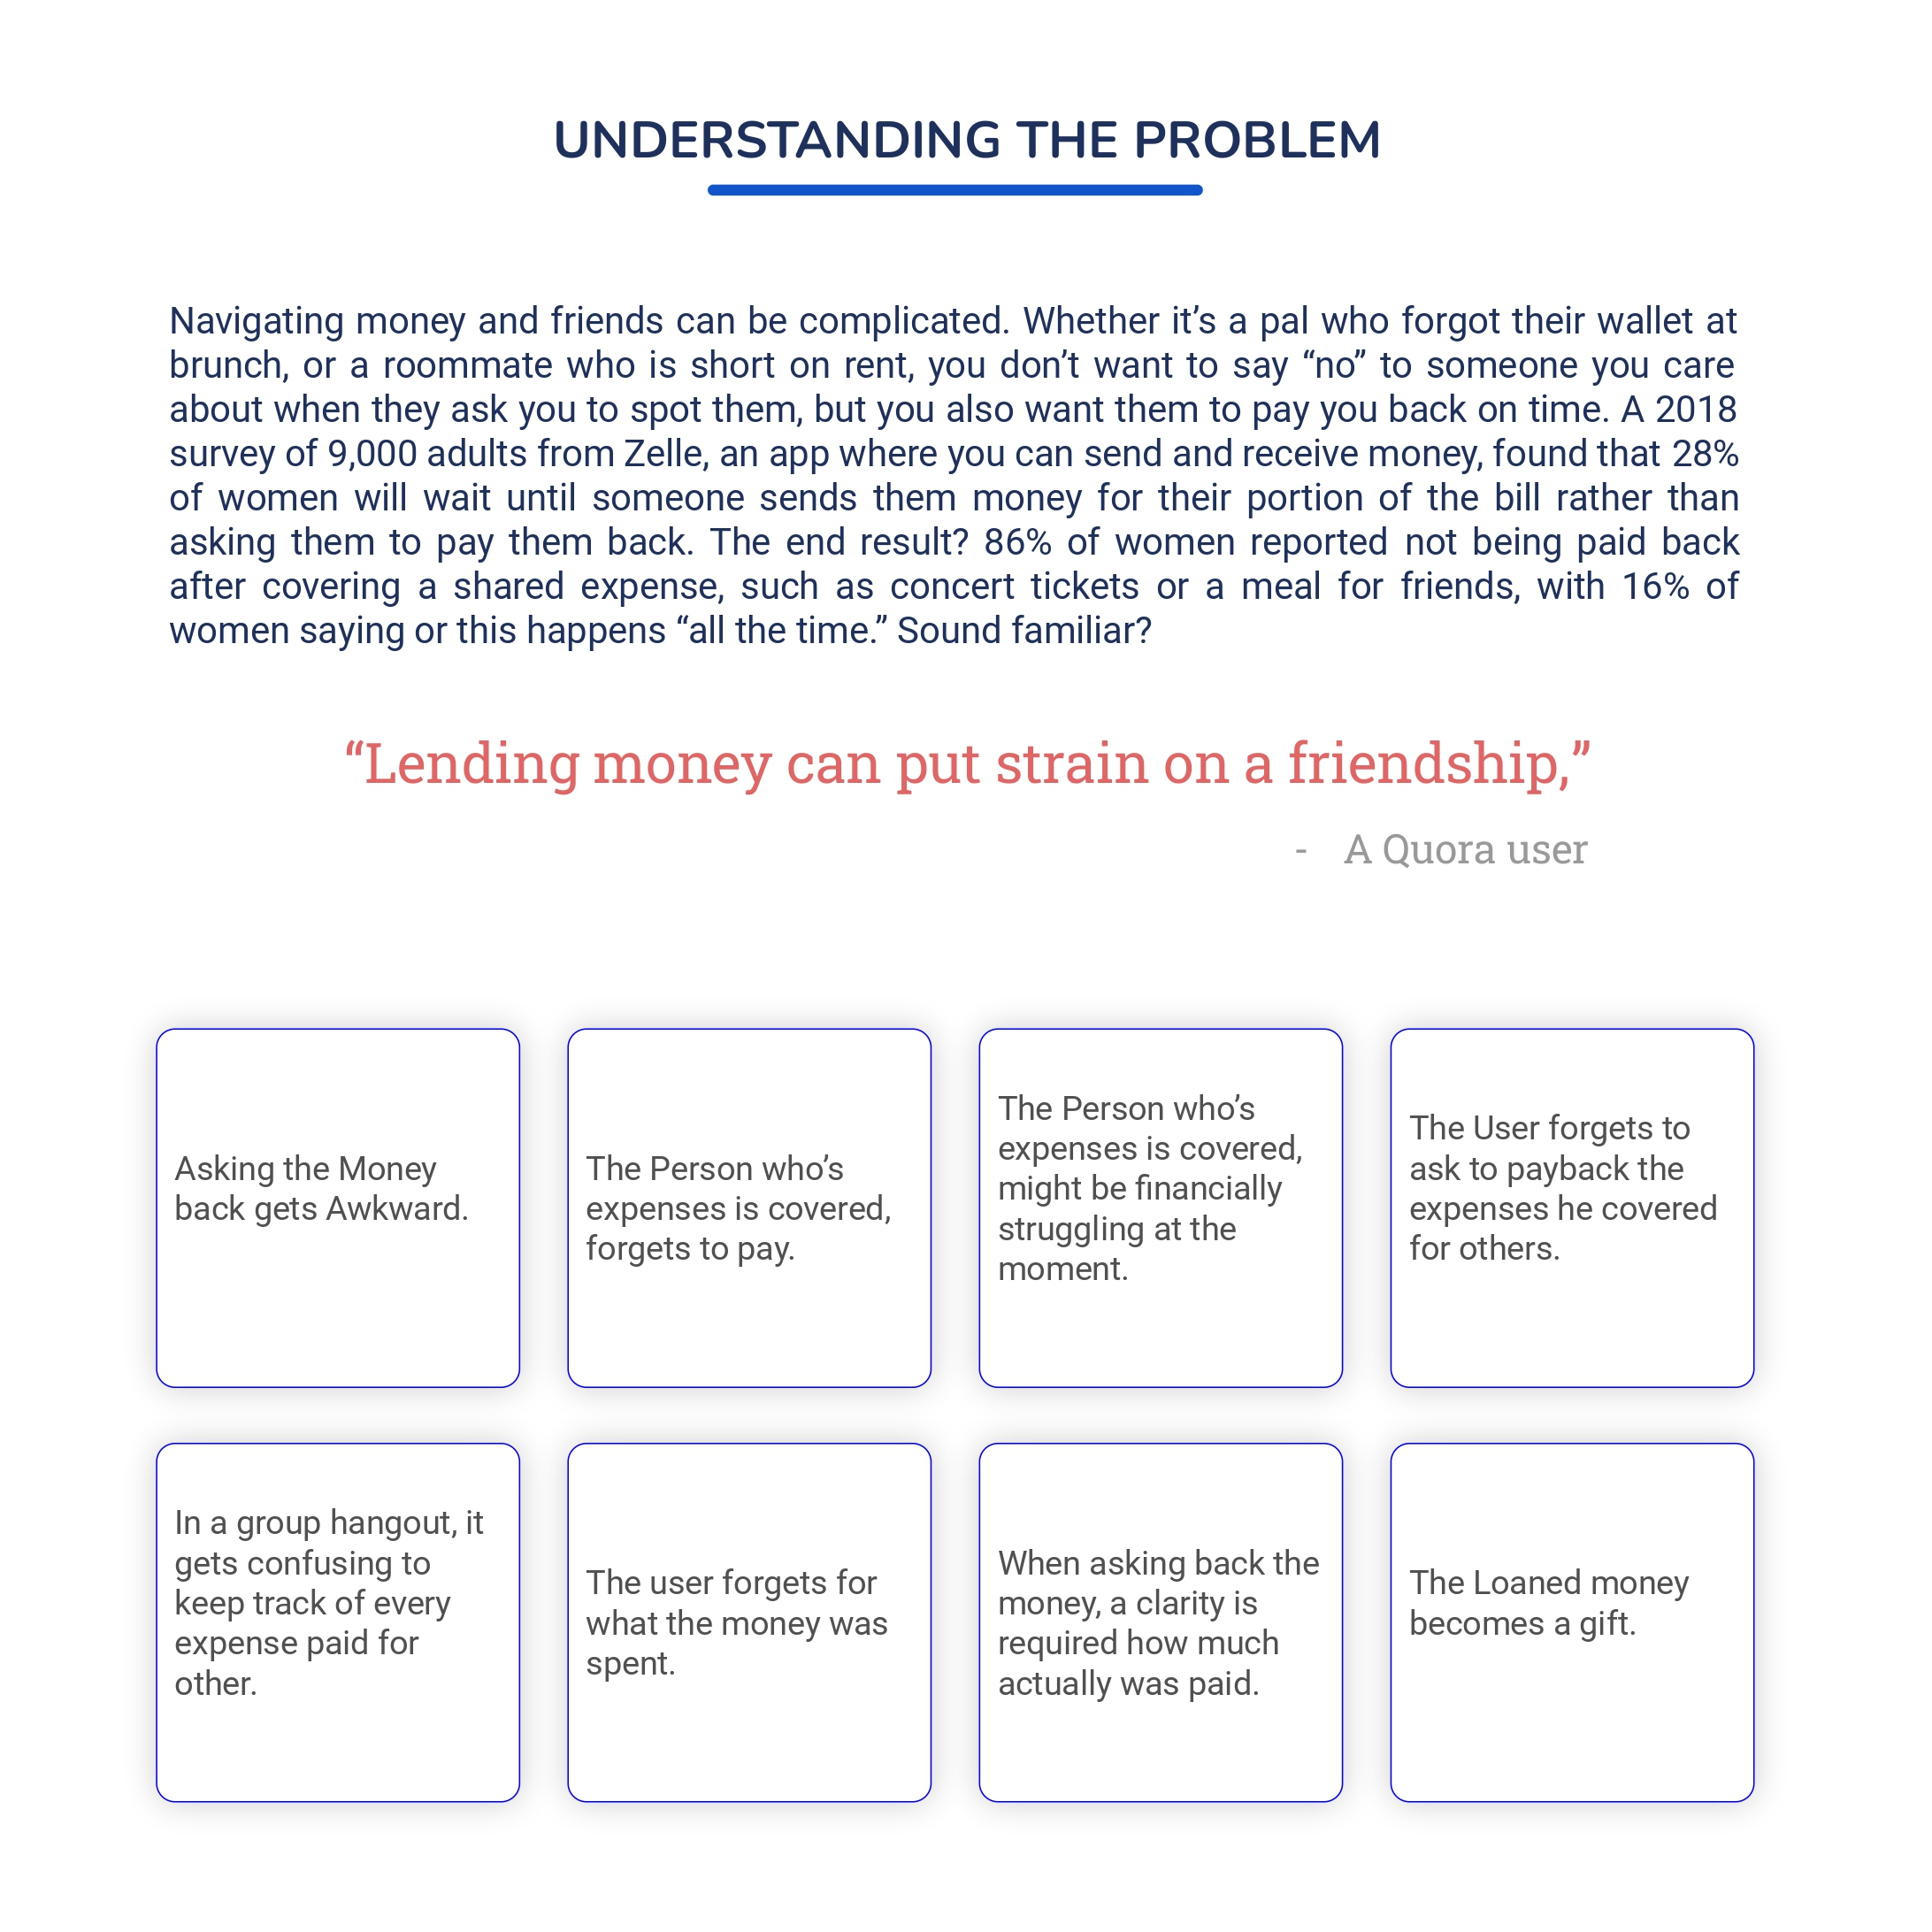 UNDERSTANDING THE PROBLEM
Navigating money and friends can be complicated. Whether it’s a pal who forgot their wallet at
brunch, or a roommate who is short on rent, you don’t want to say “no” to someone you care
about when they ask you to spot them, but you also want them to pay you back on time. A 2018
survey of 9,000 adults from Zelle, an app where you can send and receive money, found that 28%
of women will wait until someone sends them money for their portion of the bill rather than
asking them to pay them back. The end result? 86% of women reported not being paid back
after covering a shared expense, such as concert tickets or a meal for friends, with 16% of
women saying or this happens “all the time.” Sound familiar?
“Lending money can put strain on a friendship,”
- A Quora user
Asking the Money
back gets Awkward.
The Person who’s
expenses is covered,
forgets to pay.
The Person who’s
expenses is covered,
might be financially
struggling at the
moment.
The User forgets to
ask to payback the
expenses he covered
for others.
In a group hangout, it
gets confusing to
keep track of every
expense paid for
other.
The user forgets for
what the money was
spent.
When asking back the
money, a clarity is
required how much
actually was paid.
The Loaned money
becomes a gift.